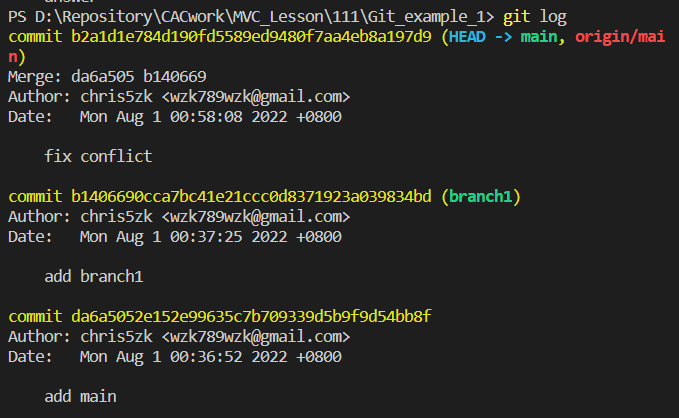 answer
PS D:\Repository\CACwork\MVC_Lesson\111\Git_example_1> git log
commit b2a1d1e784d190fd5589ed9480f7aa4eb8a197d9 (HEAD -> main, origin/mai
n)
Merge: da6a505 b140669
Author: chris5zk <wzk789wzk@gmail.com>
Date:   Mon Aug 1 00:58:08 2022 +0800
    fix conflict
commit b1406690cca7bc41e21ccc0d8371923a039834bd (branch1)
Author: chris5zk <wzk789wzk@gmail.com>
Date:   Mon Aug 1 00:37:25 2022 +0800
    add branch1
commit da6a5052e152e99635c7b709339d5b9f9d54bb8f
Author: chris5zk <wzk789wzk@gmail.com>
Date:   Mon Aug 1 00:36:52 2022 +0800
    add main